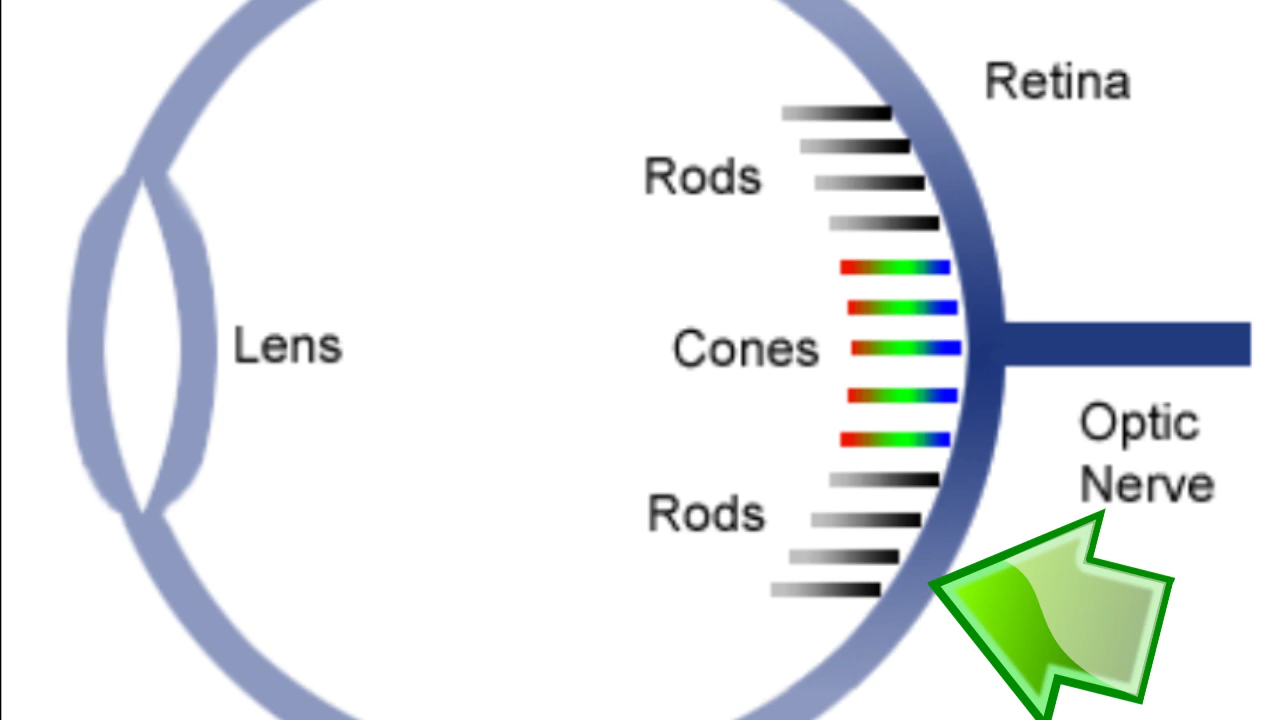 Retina
Rods
Lens
Cones
Optic
Nerve
Rods